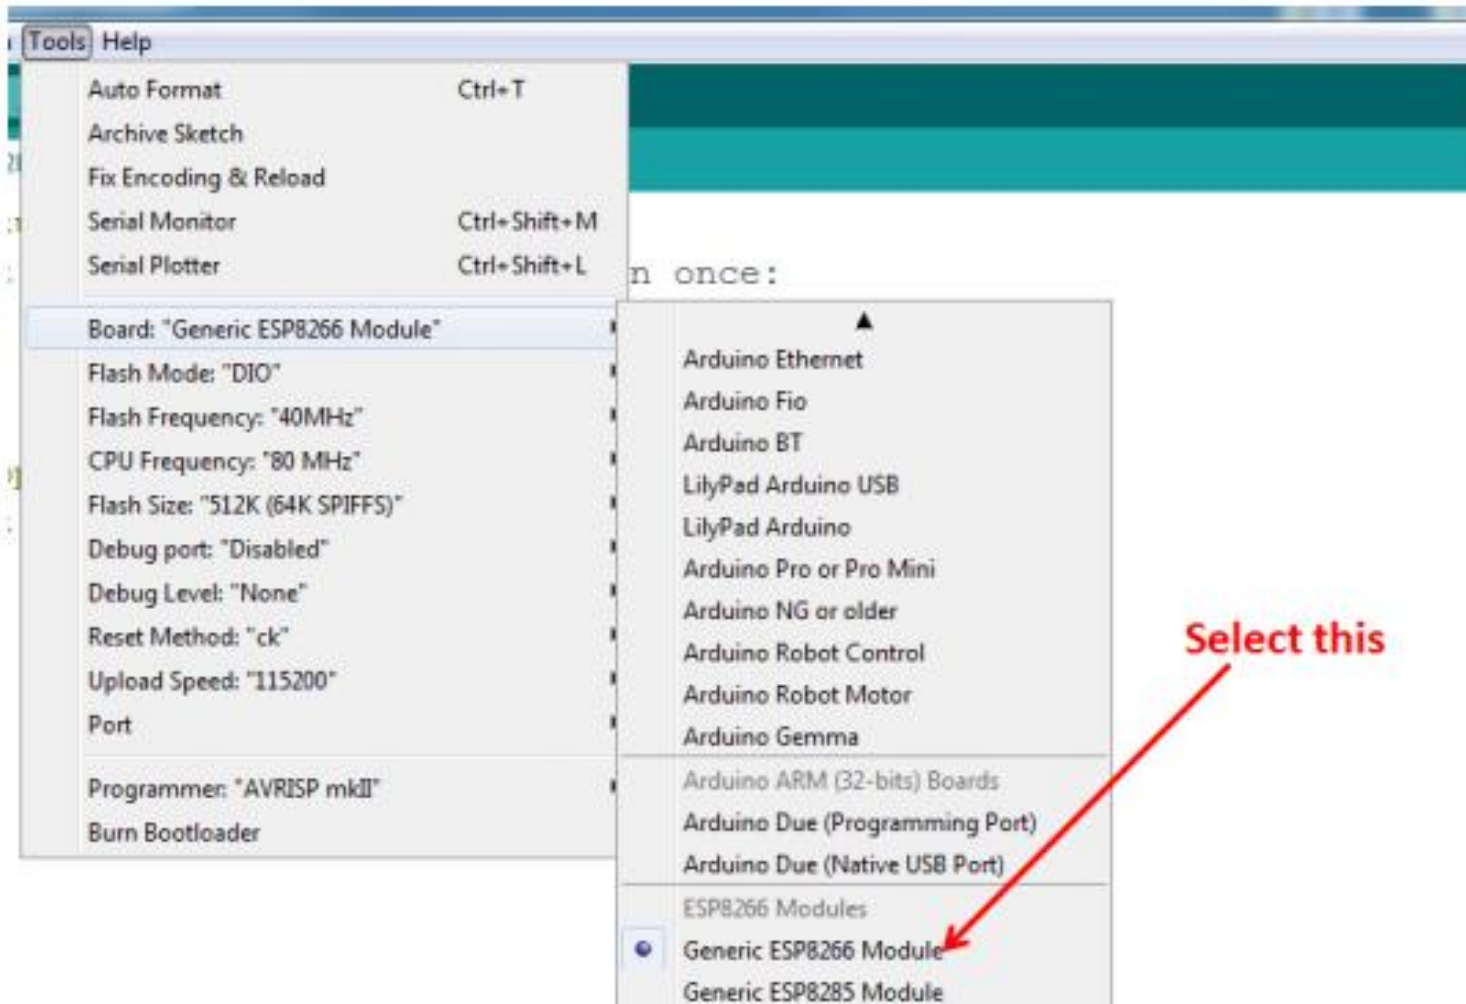 Tools Help
Auto Format Ctrl+T
Archive Sketch
Fix Encoding & Reload
Serial Monitor Ctrl+Shift+M
Serial Plotter Ctrl+Shift+L
n once:
Board: "Generic ESP8266 Module"
Flash Mode: "DIO"
Flash Frequency: "40MHz"
CPU Frequency: "80 MHz"
Flash Size: "512K (64K SPIFFS)"
Debug port: "Disabled"
Debug Level: "None"
Reset Method: "ck"
Upload Speed: "115200"
Port
Programmer: "AVRISP mkII"
Burn Bootloader
Arduino Ethernet
Arduino Fio
Arduino BT
LilyPad Arduino USB
LilyPad Arduino
Arduino Pro or Pro Mini
Arduino NG or older
Arduino Robot Control
Arduino Robot Motor
Arduino Gemma
Arduino ARM (32-bits) Boards
Arduino Due (Programming Port)
Arduino Due (Native USB Port)
ESP8266 Modules
Generic ESP8266 Module
Generic ESP8285 Module
Select this